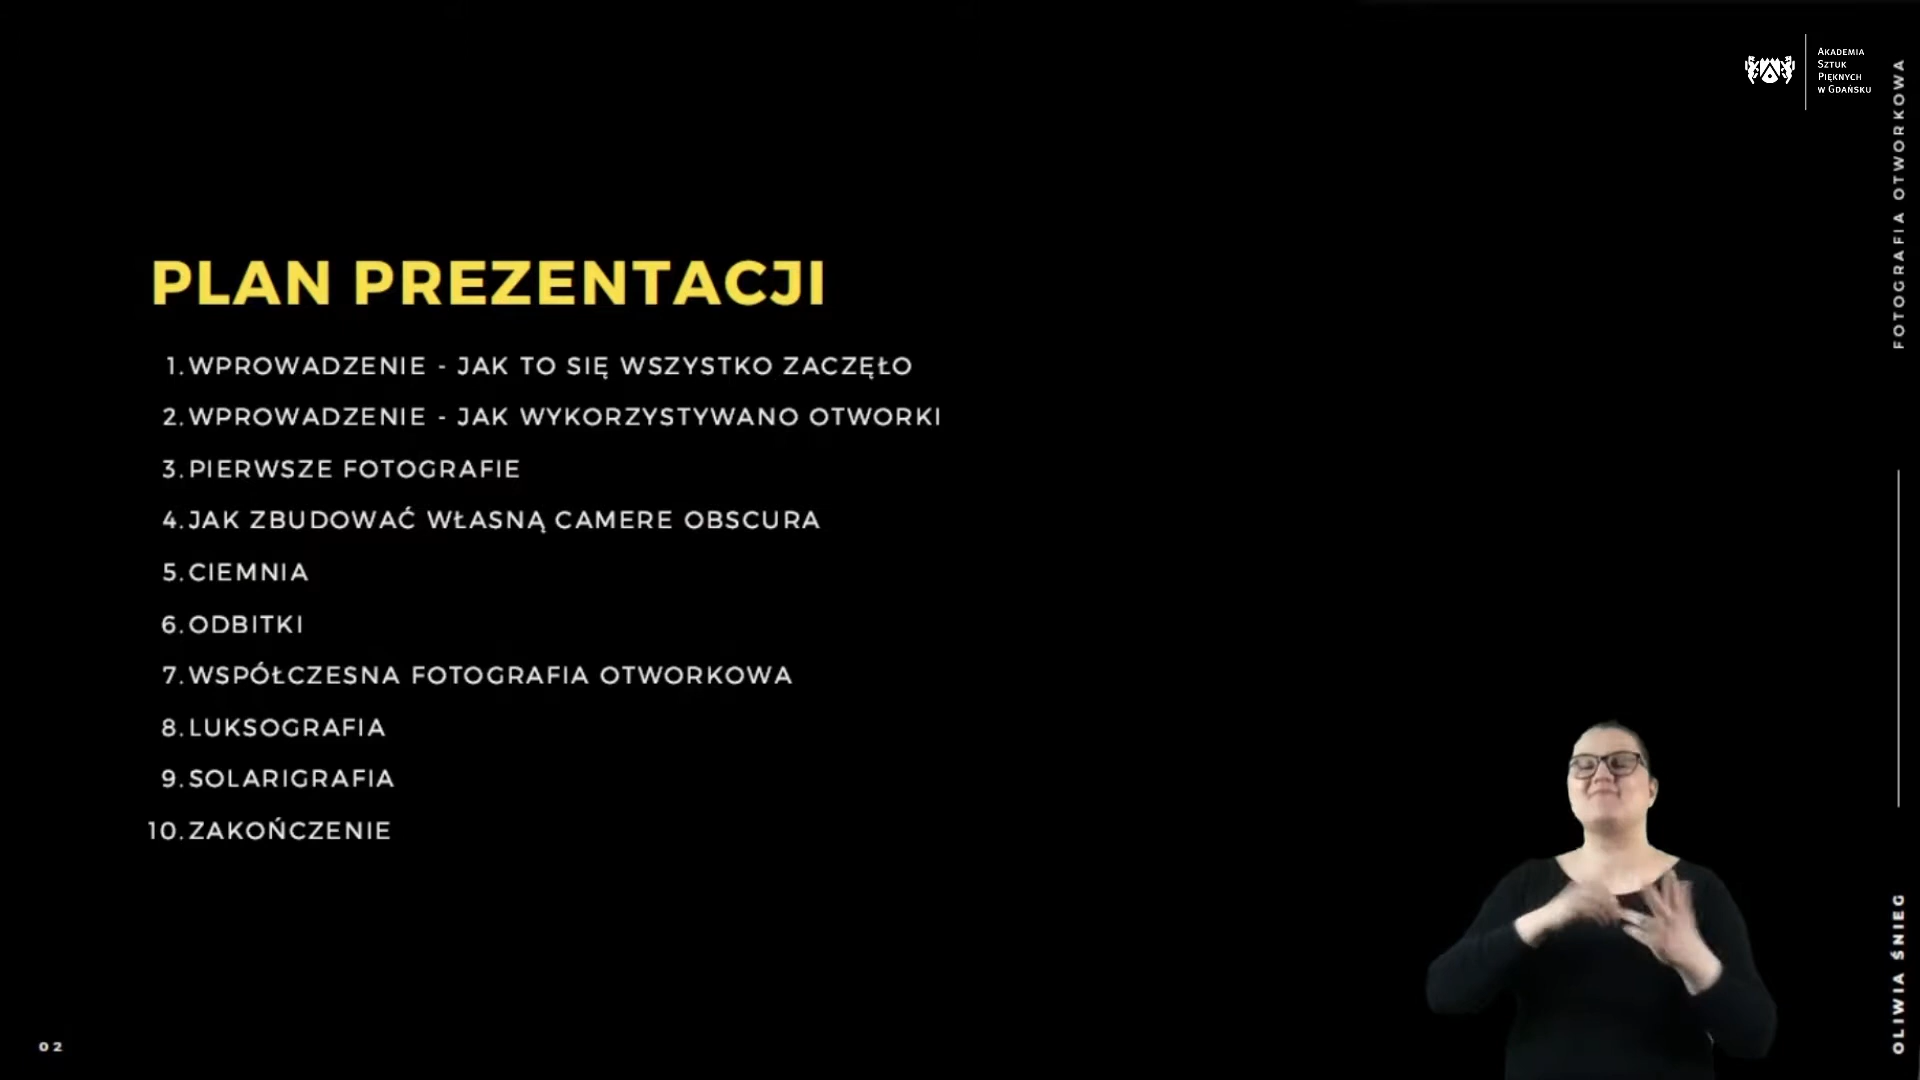 AKADEMIA
SZTUK
PIĘKNYCH
W GDAŃSKU
FOTOGRAFIA OTWORKOWA
PLAN PREZENTACJI
1. WPROWADZENIE - JAK TO SIĘ WSZYSTKO ZACZĘŁO
2. WPROWADZENIE - JAK WYKORZYSTYWANO OTWORKI
3. PIERWSZE FOTOGRAFIE
4. JAK ZBUDOWAĆ WŁASNĄ CAMERE OBSCURA
5. CIEMNIA
6. ODBITKI
7. WSPÓŁCZESNA FOTOGRAFIA OTWORKOWA
8. LUKSOGRAFIA
9. SOLARIGRAFIA
10. ZAKOŃCZENIE
OLIWIA ŚNIEG
02